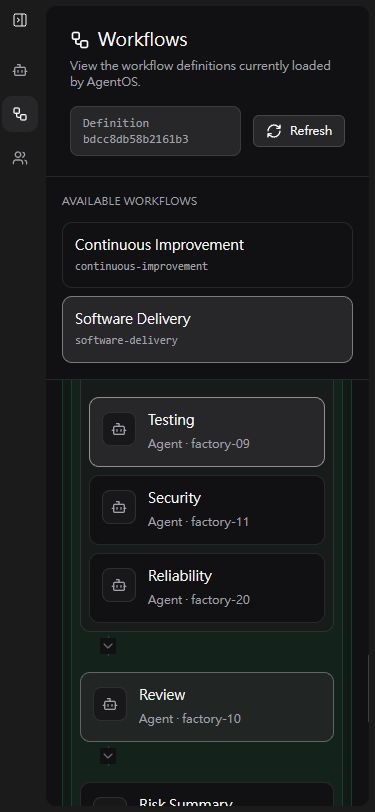 Workflows
View the workflow definitions currently loaded
by AgentOS.
Definition
bdcc8db58b2161b3
Refresh
AVAILABLE WORKFLOWS
Continuous Improvement
continuous-improvement
Software Delivery
software-delivery
Testing
Agent · factory-09
Security
Agent · factory-11
Reliability
Agent · factory-20
Review
Agent · factory-10
Risk Summary